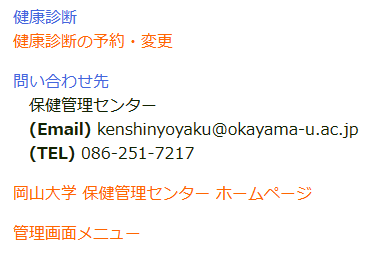 健康診断
健康診断の予約・変更
問い合わせ先
保健管理センター
(Email) kenshinyoyaku@okayama-u.ac.jp
(TEL) 086-251-7217
岡山大学 保健管理センター ホームページ
管理画面メニュー